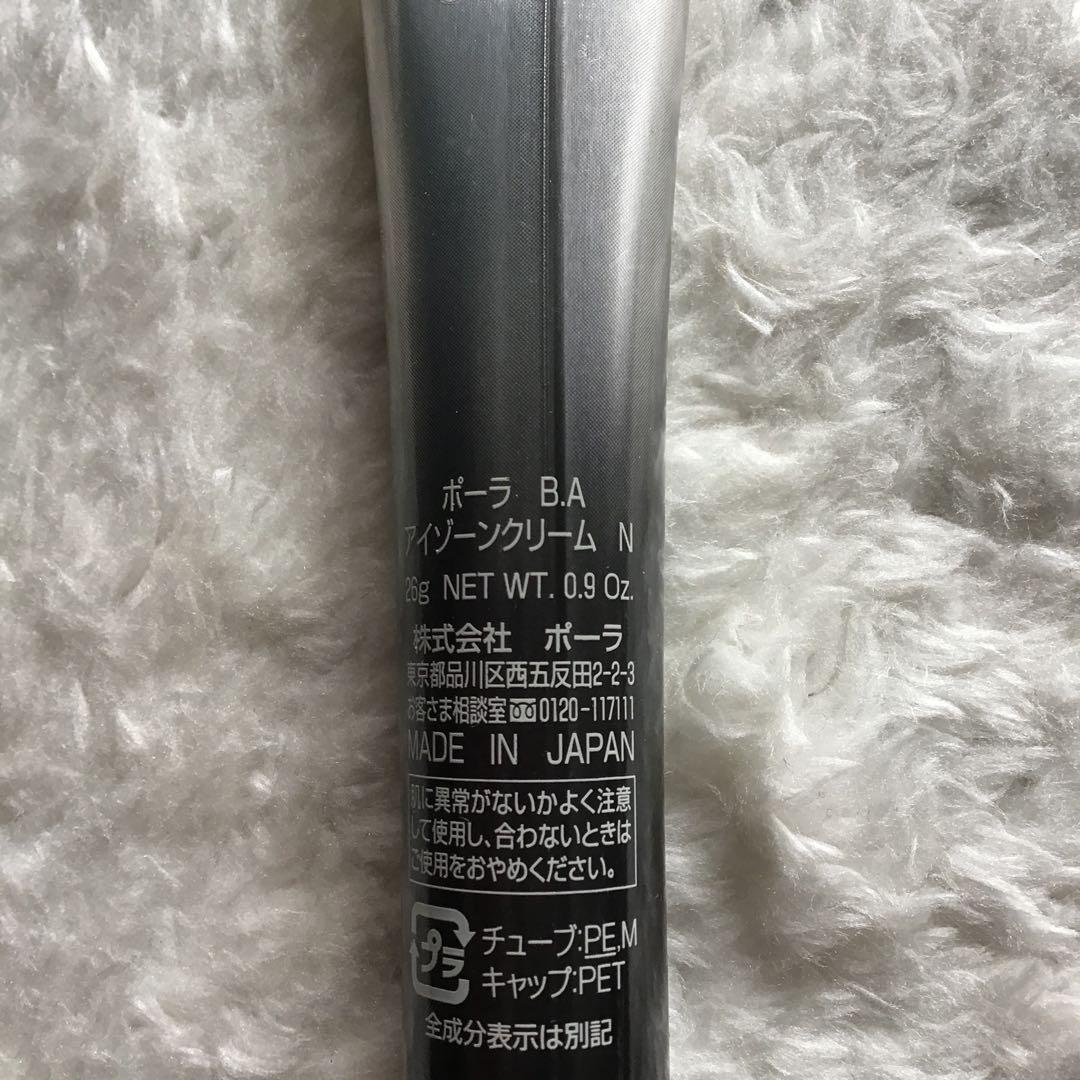 ポーラ B.A
アイゾーンクリーム N
26g NET WT. 0.9 Oz.
株式会社 ポーラ
東京都品川区西五反田2-2-3
お客さま相談室 0120-117111
MADE IN JAPAN
肌に異常がないかよく注意
して使用し、合わないときは
ご使用をおやめください。
プラ
チューブ:PE,M
キャップ:PET
全成分表示は別記